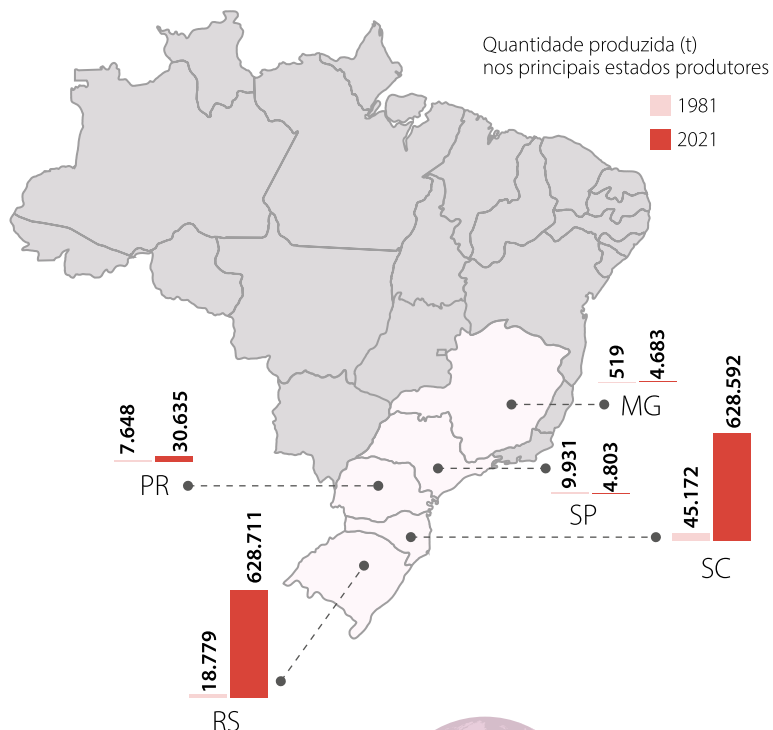 Quantidade produzida (t)
nos principais estados produtores
1981
2021
519
4.683
MG
628.592
45.172
SC
7.648
30.635
PR
9.931
4.803
SP
628.711
18.779
RS